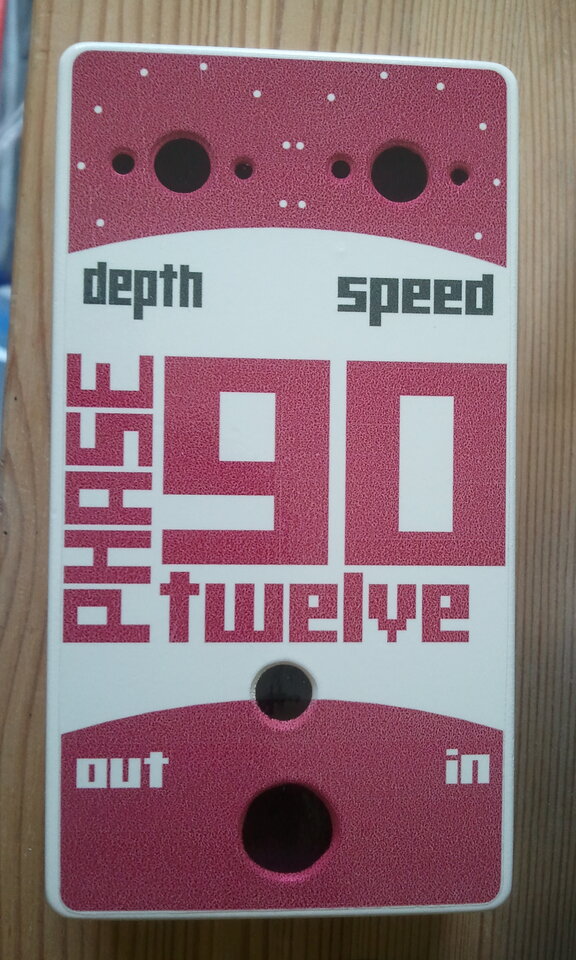 depth speed
PHASE
90
twelve
out in